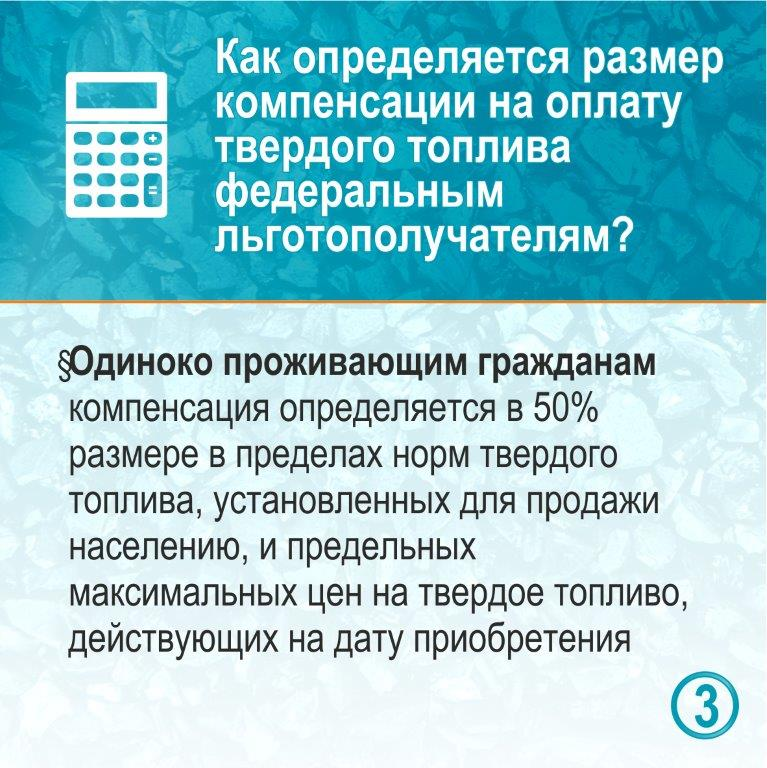 Как определяется размер
компенсации на оплату
твердого топлива
федеральным
льготополучателям?
§Одиноко проживающим гражданам
компенсация определяется в 50%
размере в пределах норм твердого
топлива, установленных для продажи
населению, и предельных
максимальных цен на твердое топливо,
действующих на дату приобретения
3